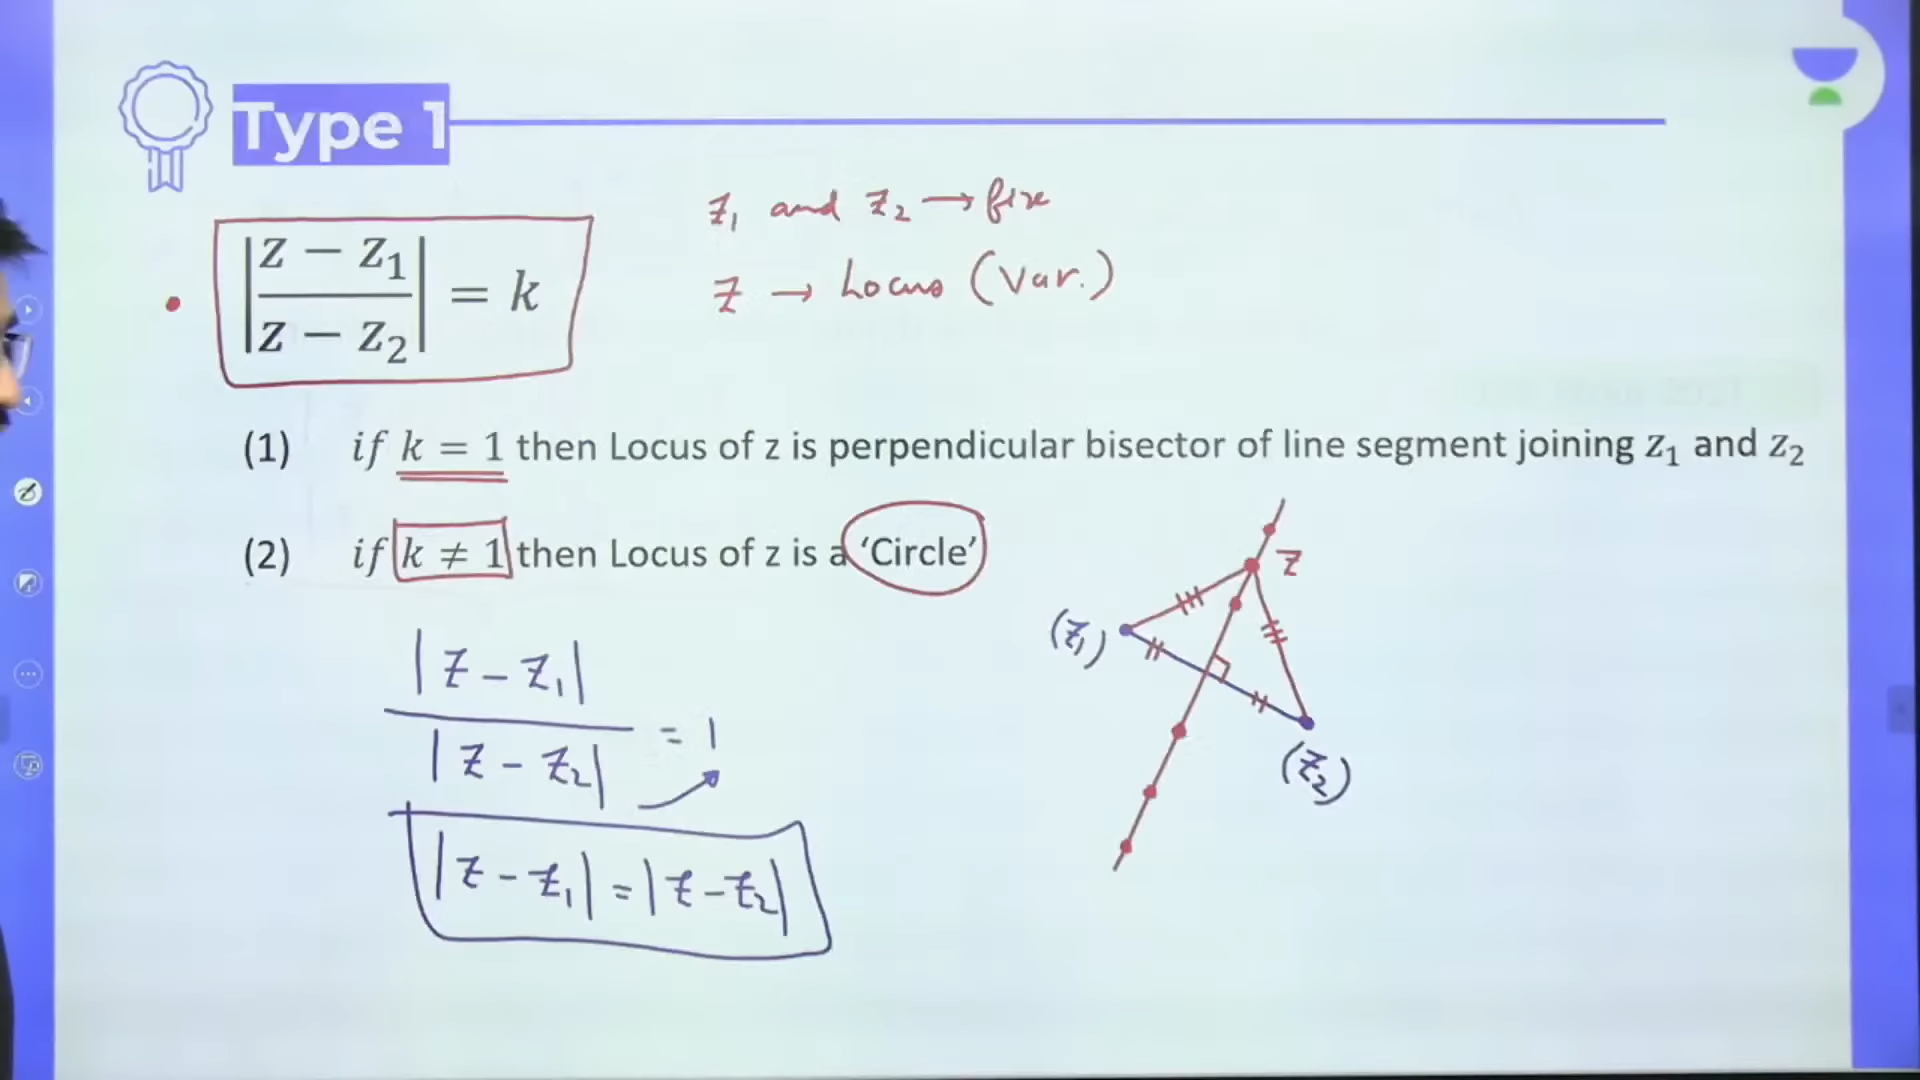 Type 1
z₁ and z₂ → fix
|z − z₁ / z − z₂| = k
z → Locus (Var.)
(1) if k = 1 then Locus of z is perpendicular bisector of line segment joining z₁ and z₂
(2) if k ≠ 1 then Locus of z is a ‘Circle’
z
(z₁)
|z − z₁|
/ |z − z₂| = 1
(z₂)
|z − z₁| = |z − z₂|